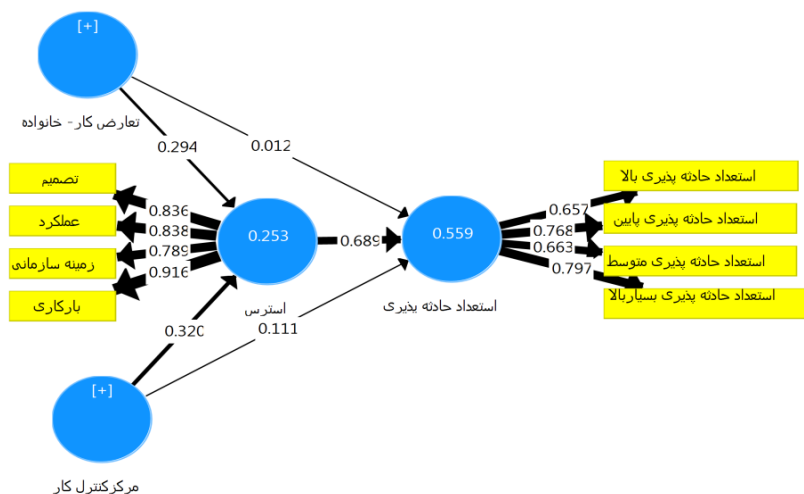 [+]
تعارض کار- خانواده
0.294
0.012
تصمیم
عملکرد
زمینه سازمانی
بارکاری
0.836
0.838
0.789
0.916
0.253
استرس
0.689
0.559
استعداد حادثه پذیری
0.657
0.768
0.663
0.797
استعداد حادثه پذیری بالا
استعداد حادثه پذیری پایین
استعداد حادثه پذیری متوسط
استعداد حادثه پذیری بسیاربالا
0.320
0.111
[+]
مرکزکنترل کار